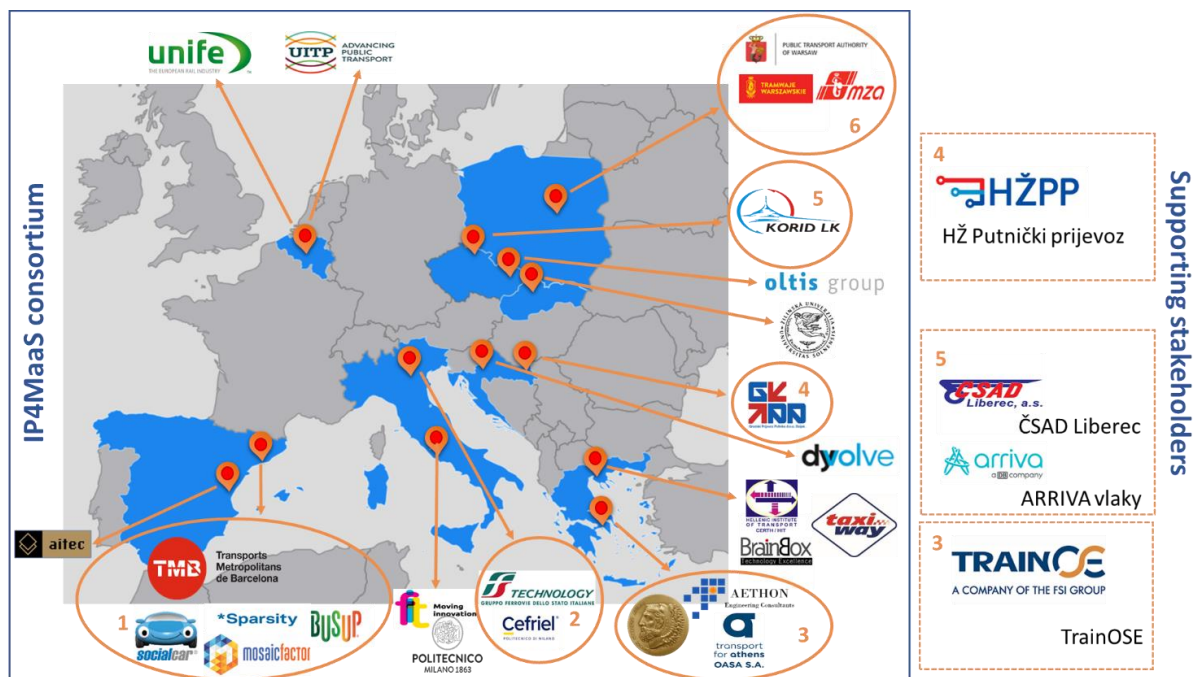 IP4MaaS consortium
unife
THE EUROPEAN RAIL INDUSTRY
UITP
ADVANCING
PUBLIC
TRANSPORT
PUBLIC TRANSPORT AUTHORITY
OF WARSAW
TRAMWAJE
WARSZAWSKIE
mza
6
5
KORID LK
oltis group
4
dyvolve
HELLENIC INSTITUTE
OF TRANSPORT
CERTH / HIT
taxi
way
BrainBox
Technology Excellence
aitec
TMB
Transports
Metropolitans
de Barcelona
1
socialcar®
*Sparsity
BUSUP
mosaicfactor
fit
Moving
innovation
POLITECNICO
MILANO 1863
TECHNOLOGY
GRUPPO FERROVIE DELLO STATO ITALIANE
Cefriel
POLITECNICO DI MILANO
2
AETHON
Engineering Consultants
a
transport
for athens
OASA S.A.
3
Supporting stakeholders
4
HŽPP
HŽ Putnički prijevoz
5
ČSAD
Liberec, a.s.
ČSAD Liberec
arriva
a DB company
ARRIVA vlaky
3
TRAINOSE
A COMPANY OF THE FSI GROUP
TrainOSE